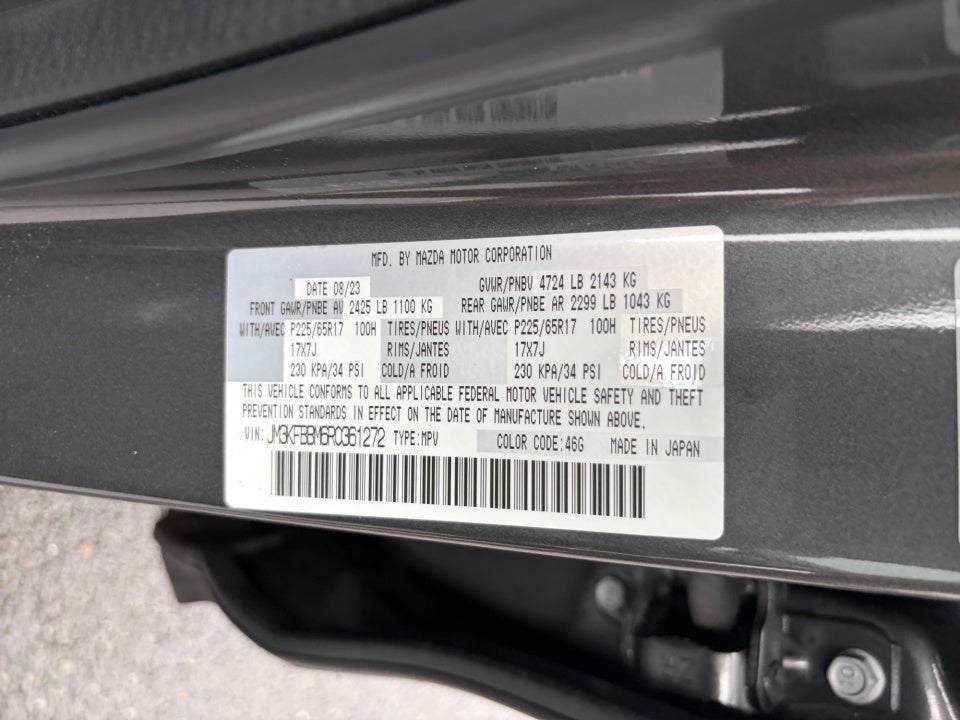 MFD. BY MAZDA MOTOR CORPORATION
DATE 08/23 GVWR/PNBV 4724 LB 2143 KG
FRONT GAWR/PNBE AV 2425 LB 1100 KG REAR GAWR/PNBE AR 2299 LB 1043 KG
WITH/AVEC P225/65R17 100H TIRES/PNEUS WITH/AVEC P225/65R17 100H TIRES/PNEUS
17X7J RIMS/JANTES 17X7J RIMS/JANTES
230 KPA/34 PSI COLD/A FROID 230 KPA/34 PSI COLD/A FROID
THIS VEHICLE CONFORMS TO ALL APPLICABLE FEDERAL MOTOR VEHICLE SAFETY AND THEFT
PREVENTION STANDARDS IN EFFECT ON THE DATE OF MANUFACTURE SHOWN ABOVE.
VIN: JM3KFBBM6R0361272 TYPE:MPV COLOR CODE:46G MADE IN JAPAN
10